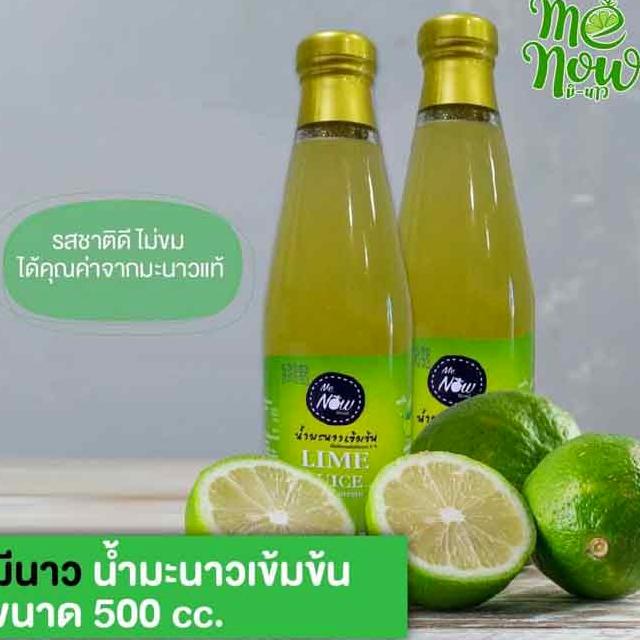 Me
Now
มี-นาว
รสชาติดี ไม่ขม
ได้คุณค่าจากมะนาวแท้
Me
Now
น้ำมะนาวเข้มข้น
LIME
JUICE
Me
Now
มีนาว น้ำมะนาวเข้มข้น
ขนาด 500 cc.